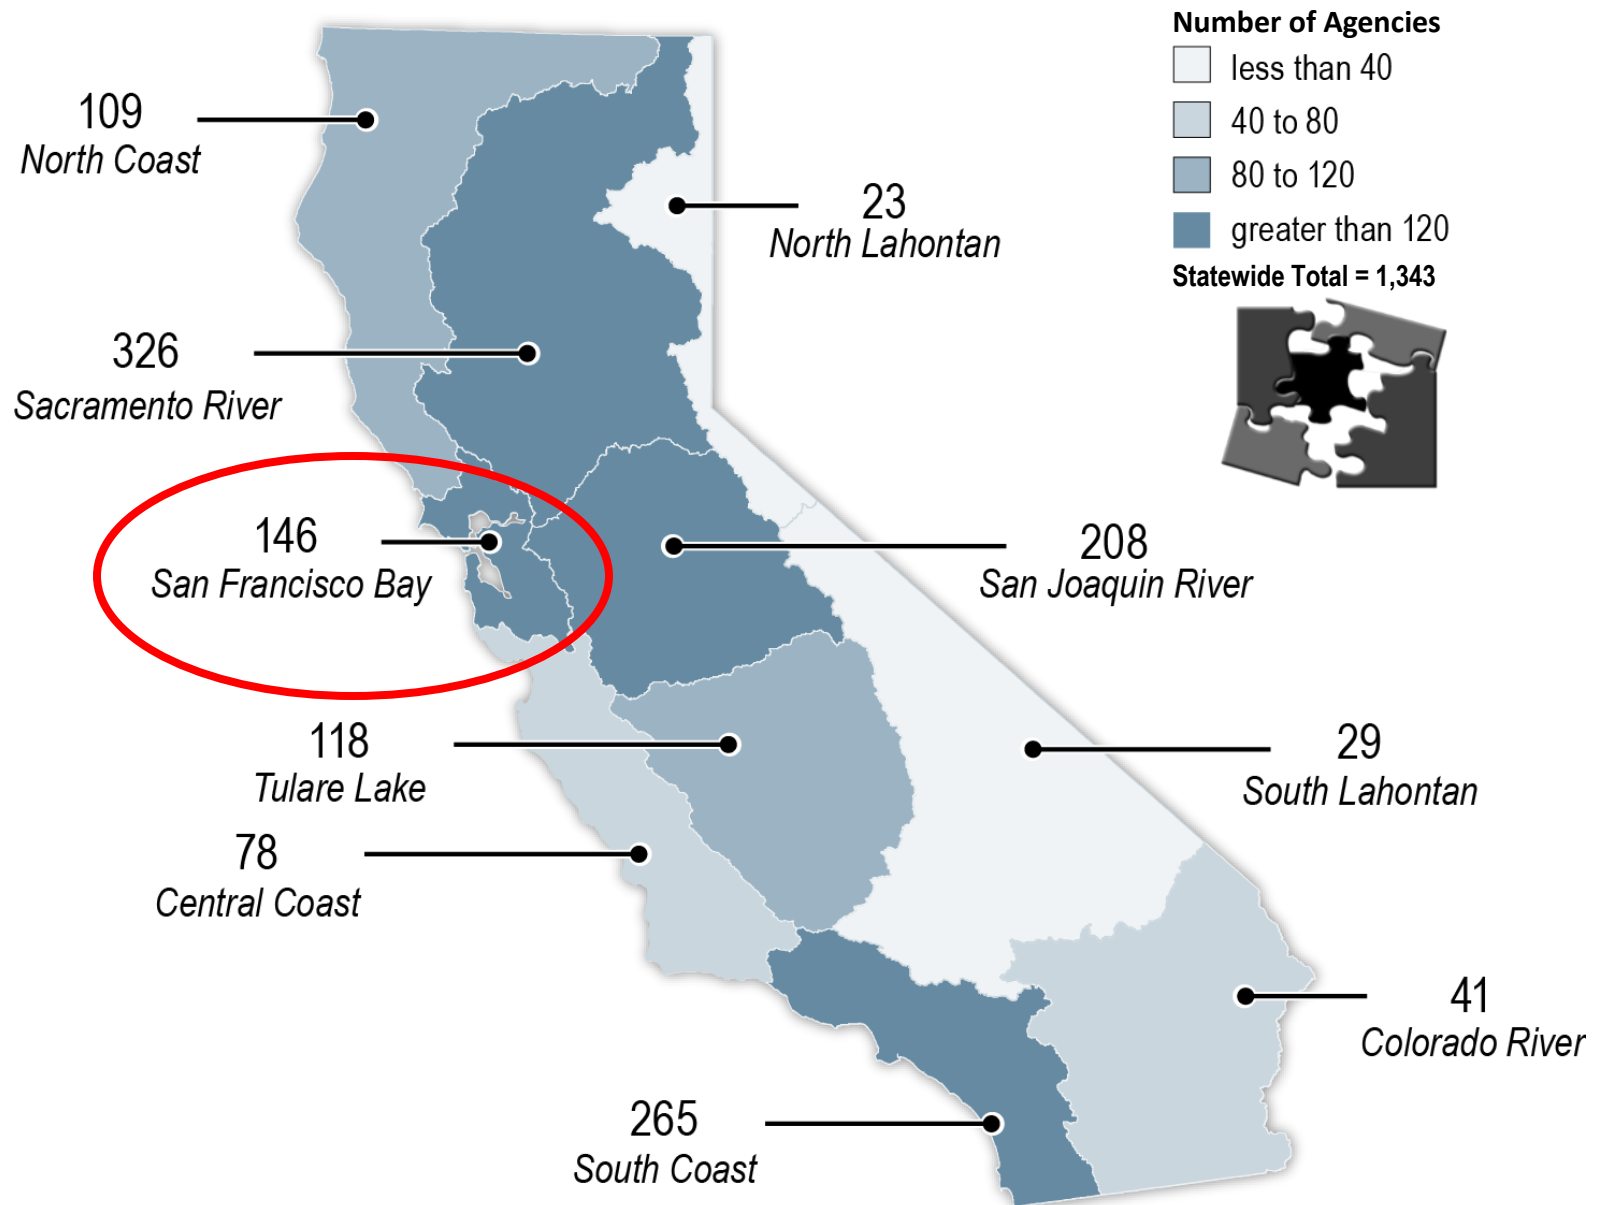 Number of Agencies
less than 40
40 to 80
80 to 120
greater than 120
Statewide Total = 1,343
109
North Coast
23
North Lahontan
326
Sacramento River
146
San Francisco Bay
208
San Joaquin River
118
Tulare Lake
29
South Lahontan
78
Central Coast
41
Colorado River
265
South Coast